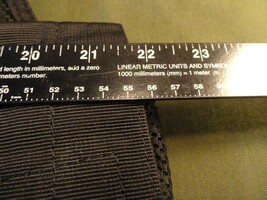 20 21 22 23
d length in millimeters, add a zero LINEAR METRIC UNITS AND SYMBO
meters number. 1000 millimeters (mm) = 1 meter m
50 51 52 53 54 55 56 57 58